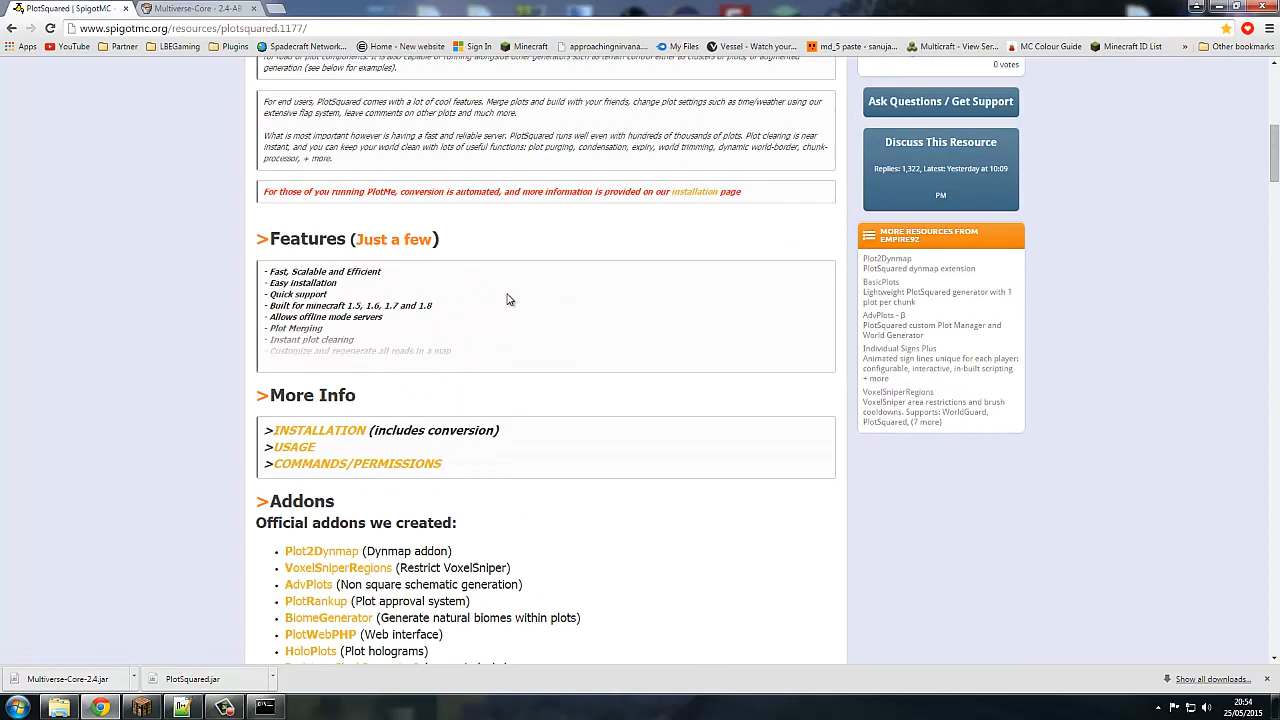 PlotSquared | SpigotMC -
Multiverse-Core - 2.4-AB
www.spigotmc.org/resources/plotsquared.1177/
Apps YouTube Partner LBEGaming Plugins Spadecraft Networ... Home - New website Sign In Minecraft approachingnirvana... My Files Vessel - Watch your... md_5 paste - sanuja... Multicraft - View Ser... MC Colour Guide Minecraft ID List » Other bookmarks
generation (see below for examples).
For end users, PlotSquared comes with a lot of cool features. Merge plots and build with your friends, change plot settings such as time/weather using our
extensive flag system, leave comments on other plots and much more.
What is most important however is having a fast and reliable server. PlotSquared runs well even with hundreds of thousands of plots. Plot clearing is near
instant, and you can keep your world clean with lots of useful functions: plot purging, condensation, expiry, world trimming, dynamic world-border, chunk-
processor, + more.
For those of you running PlotMe, conversion is automated, and more information is provided on our installation page
>Features (Just a few)
- Fast, Scalable and Efficient
- Easy installation
- Quick support
- Built for minecraft 1.5, 1.6, 1.7 and 1.8
- Allows offline mode servers
- Plot Merging
- Instant plot clearing
- Customize and regenerate all roads in a map
>More Info
>INSTALLATION (includes conversion)
>USAGE
>COMMANDS/PERMISSIONS
>Addons
Official addons we created:
• Plot2Dynmap (Dynmap addon)
• VoxelSniperRegions (Restrict VoxelSniper)
• AdvPlots (Non square schematic generation)
• PlotRankup (Plot approval system)
• BiomeGenerator (Generate natural biomes within plots)
• PlotWebPHP (Web interface)
• HoloPlots (Plot holograms)
0 votes
Ask Questions / Get Support
Discuss This Resource
Replies: 1,322, Latest: Yesterday at 10:09
PM
MORE RESOURCES FROM
EMPIRE92
Plot2Dynmap
PlotSquared dynmap extension
BasicPlots
Lightweight PlotSquared generator with 1
plot per chunk
AdvPlots - β
PlotSquared custom Plot Manager and
World Generator
Individual Signs Plus
Animated sign lines unique for each player:
configurable, interactive, in-built scripting
+ more
VoxelSniperRegions
VoxelSniper area restrictions and brush
cooldowns. Supports: WorldGuard,
PlotSquared, (7 more)
Multiverse-Core-2.4.jar
PlotSquared.jar
Show all downloads...
20:54
25/05/2015